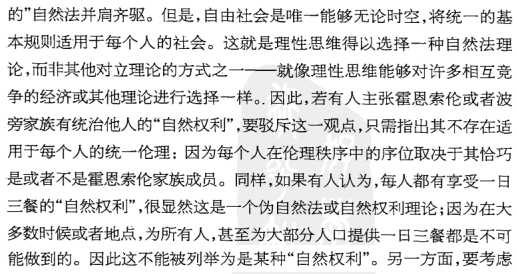 的”自然法并肩齐驱。但是,自由社会是唯一能够无论时空,将统一的基
本规则适用于每个人的社会。这就是理性思维得以选择一种自然法理
论,而非其他对立理论的方式之一——就像理性思维能够对许多相互竞
争的经济或其他理论进行选择一样。.因此,若有人主张霍恩索伦或者波
旁家族有统治他人的“自然权利”,要驳斥这一观点,只需指出其不存在适
用于每个人的统一伦理：因为每个人在伦理秩序中的序位取决于其恰巧
是或者不是霍恩索伦家族成员。同样,如果有人认为,每人都有享受一日
三餐的“自然权利”,很显然这是一个伪自然法或自然权利理论;因为在大
多数时候或者地点,为所有人,甚至为大部分人口提供一日三餐都是不可
能做到的。因此这不能被列举为是某种“自然权利”。另一方面,要考虑